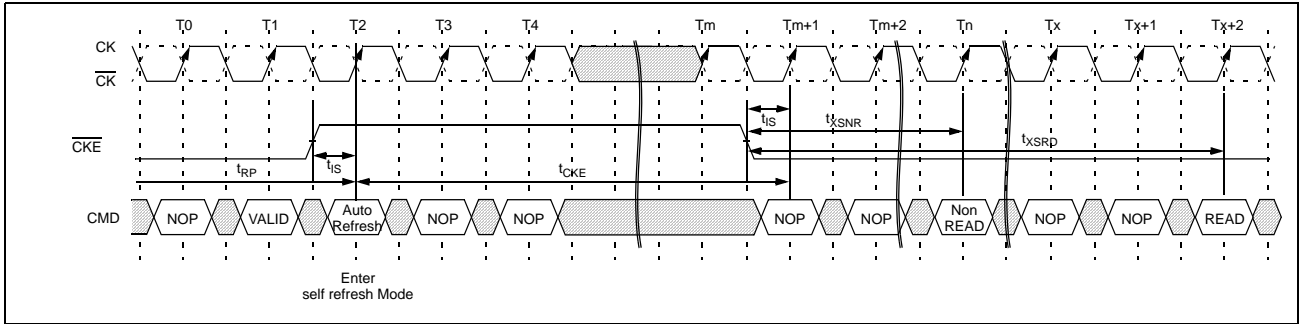 T0 T1 T2 T3 T4 Tm Tm+1 Tm+2 Tn Tx Tx+1 Tx+2
CK
CK
tIS tXSNR
CKE
tXSRD
tRP tIS tCKE
CMD NOP VALID Auto Refresh NOP NOP NOP NOP Non READ NOP NOP READ
Enter
self refresh Mode